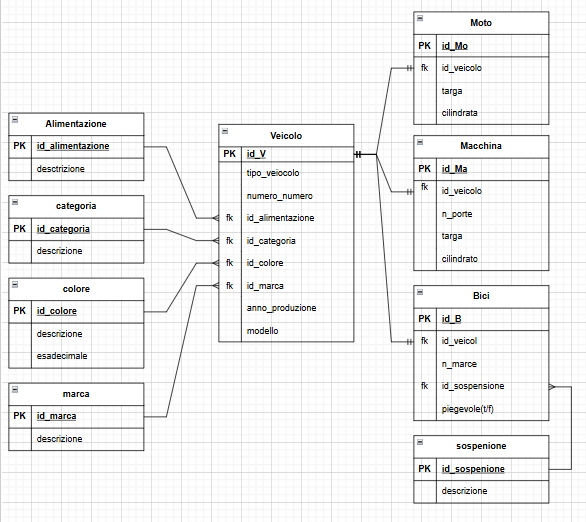 Alimentazione
PK id_alimentazione
desctrizione
categoria
PK id_categoria
descrizione
colore
PK id_colore
descrizione
esadecimale
marca
PK id_marca
descrizione
Veicolo
PK id_V
tipo_veiocolo
numero_numero
fk id_alimentazione
fk id_categoria
fk id_colore
fk id_marca
anno_produzione
modello
Moto
PK id_Mo
fk id_veicolo
targa
cilindrata
Macchina
PK id_Ma
fk id_veicolo
n_porte
targa
cilindrato
Bici
PK id_B
fk id_veicol
n_marce
fk id_sospensione
piegevole(t/f)
sospenione
PK id_sospenione
descrizione